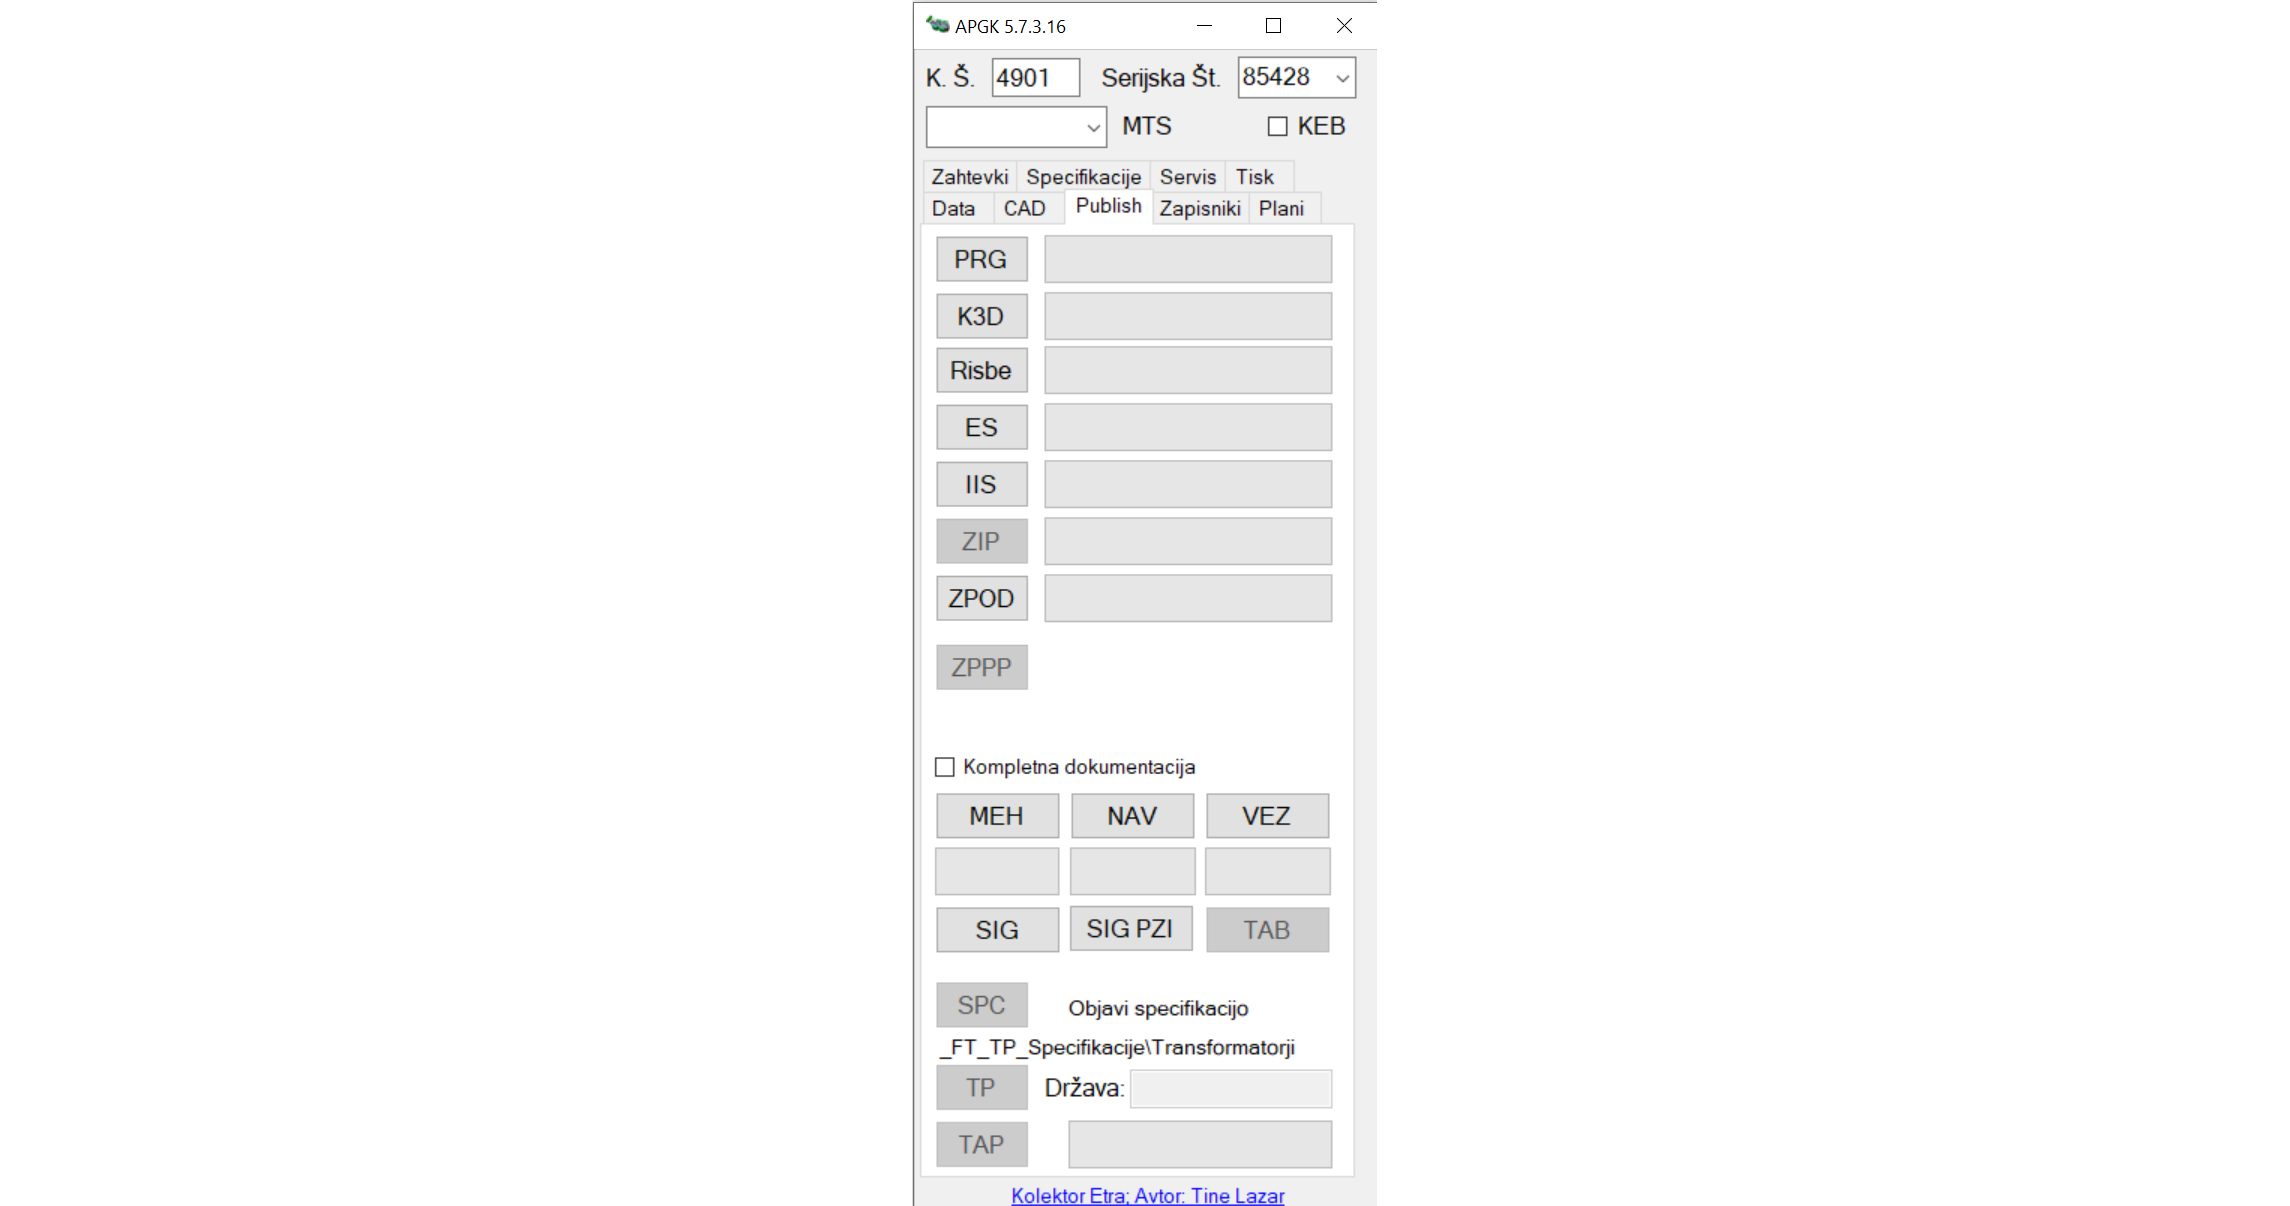 APGK 5.7.3.16
K. Š. 4901 Serijska Št. 85428
MTS KEB
Zahtevki Specifikacije Servis Tisk
Data CAD Publish Zapisniki Plani
PRG
K3D
Risbe
ES
IIS
ZIP
ZPOD
ZPPP
Kompletna dokumentacija
MEH NAV VEZ
SIG SIG PZI TAB
SPC Objavi specifikacijo
_FT_TP_Specifikacije\Transformatorji
TP Država:
TAP
Kolektor Etra; Avtor: Tine Lazar